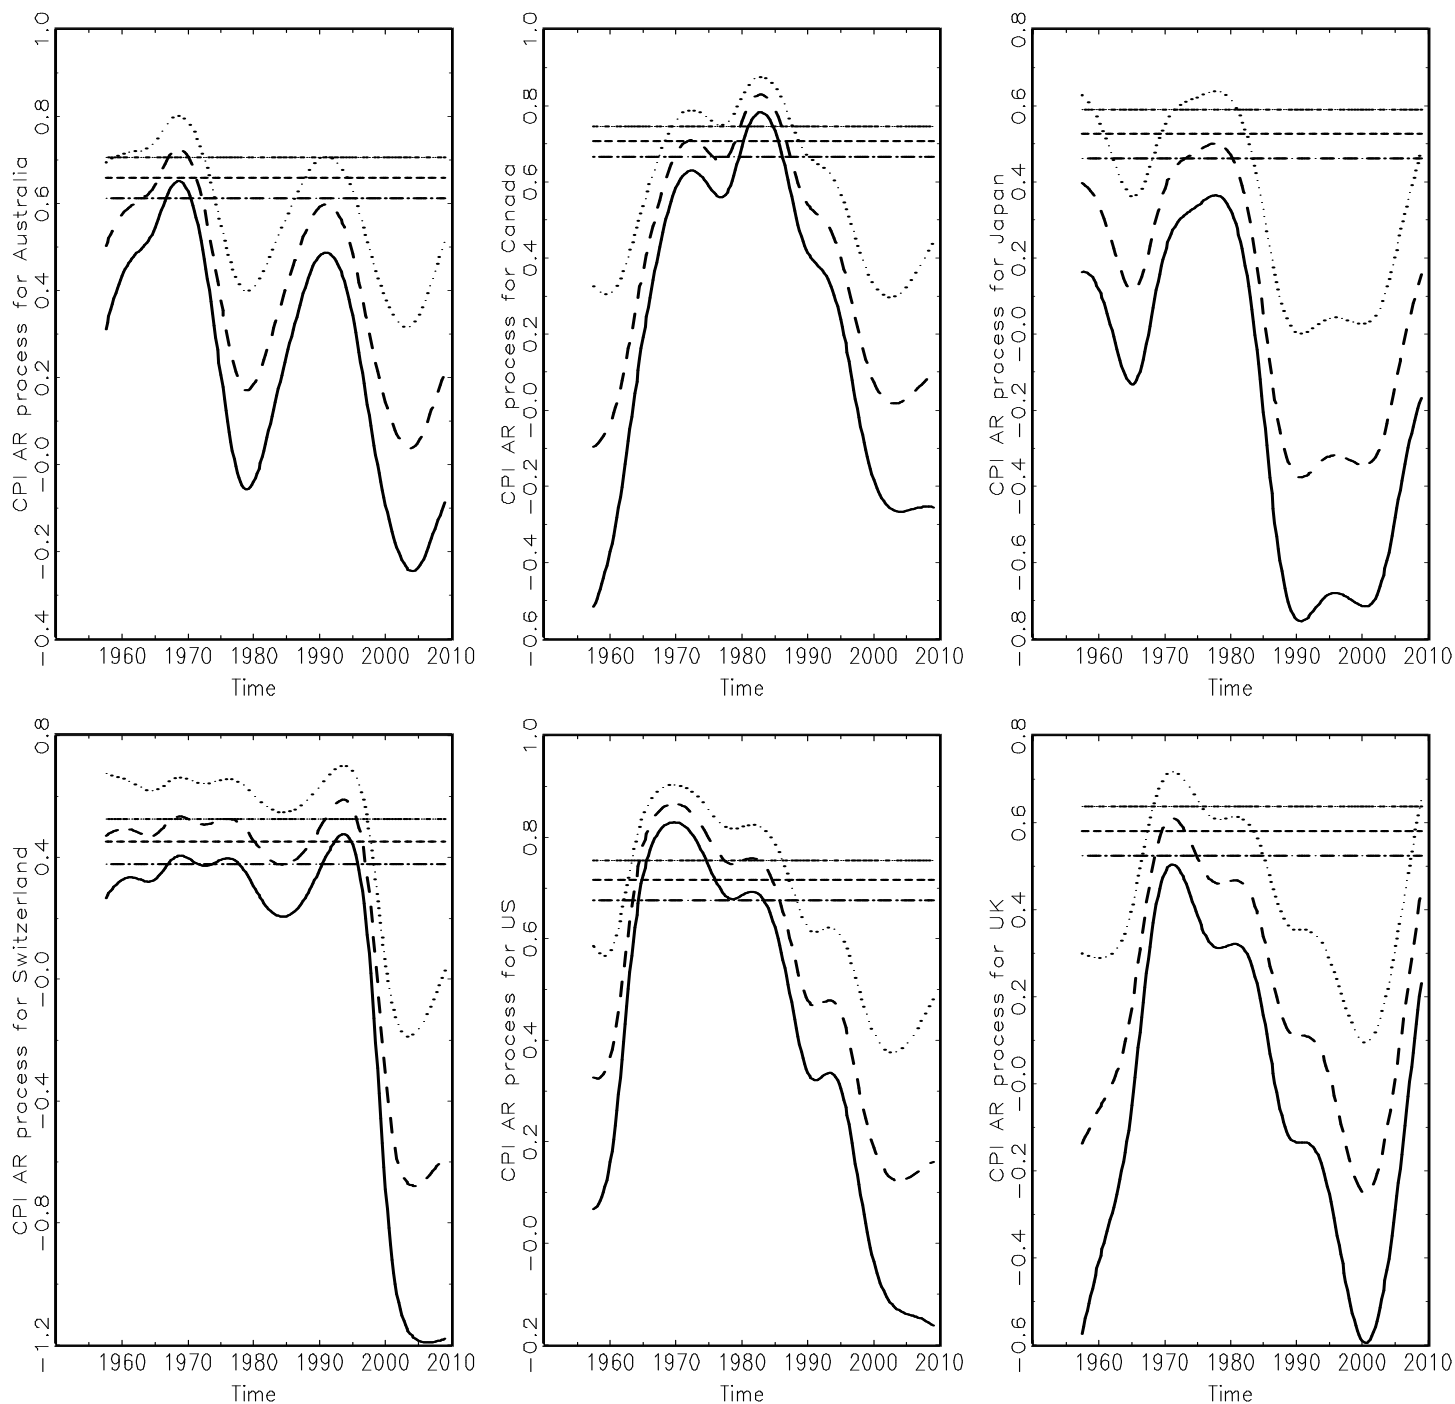 CPI AR process for Australia
1.0
0.8
0.6
0.4
0.2
−0.0
−0.2
−0.4
1960 1970 1980 1990 2000 2010
Time
CPI AR process for Canada
1.0
0.8
0.6
0.4
0.2
−0.0
−0.2
−0.4
−0.6
1960 1970 1980 1990 2000 2010
Time
CPI AR process for Japan
0.8
0.6
0.4
0.2
−0.0
−0.2
−0.4
−0.6
−0.8
1960 1970 1980 1990 2000 2010
Time
CPI AR process for Switzerland
0.8
0.4
−0.0
−0.4
−0.8
−1.2
1960 1970 1980 1990 2000 2010
Time
CPI AR process for US
1.0
0.8
0.6
0.4
0.2
−0.0
−0.2
1960 1970 1980 1990 2000 2010
Time
CPI AR process for UK
0.8
0.6
0.4
0.2
−0.0
−0.2
−0.4
−0.6
1960 1970 1980 1990 2000 2010
Time